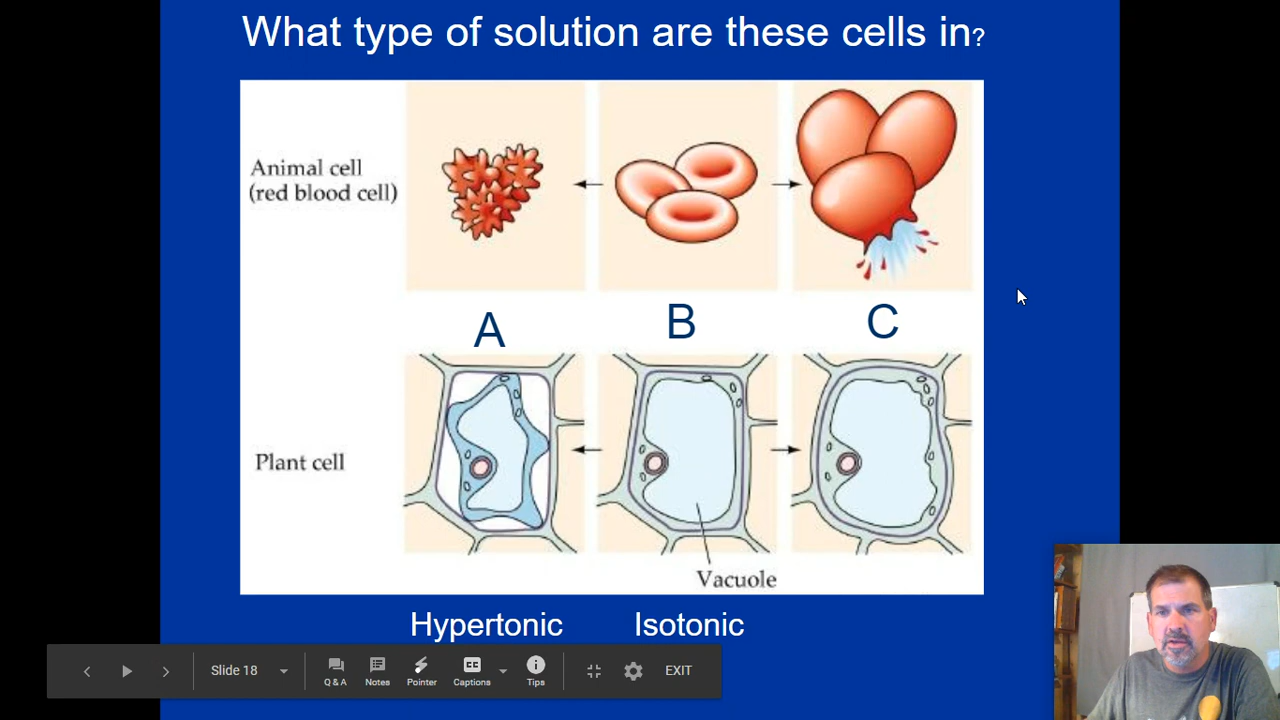 What type of solution are these cells in?
Animal cell
(red blood cell)
A B C
Plant cell
Vacuole
Hypertonic Isotonic
Slide 18
Q & A Notes Pointer Captions Tips EXIT